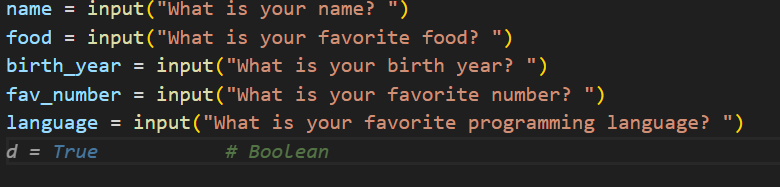 name = input("What is your name? ")
food = input("What is your favorite food? ")
birth_year = input("What is your birth year? ")
fav_number = input("What is your favorite number? ")
language = input("What is your favorite programming language? ")
d = True           # Boolean